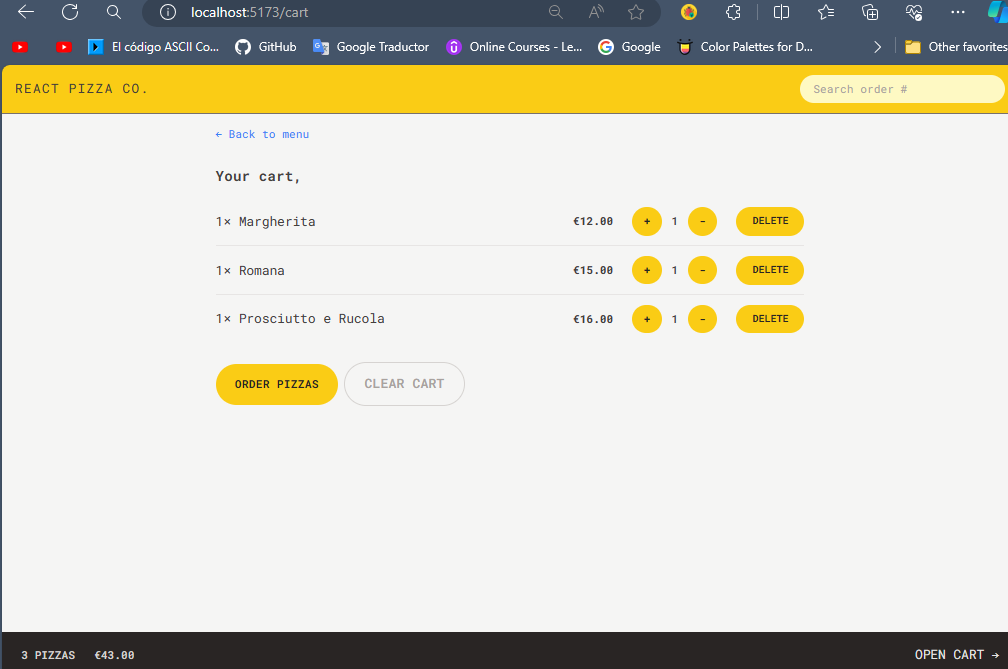 localhost:5173/cart
El código ASCII Co... GitHub Google Traductor Online Courses - Le... Google Color Palettes for D... Other favorites
REACT PIZZA CO. Search order #
← Back to menu
Your cart,
1× Margherita €12.00 + 1 - DELETE
1× Romana €15.00 + 1 - DELETE
1× Prosciutto e Rucola €16.00 + 1 - DELETE
ORDER PIZZAS CLEAR CART
3 PIZZAS €43.00 OPEN CART →